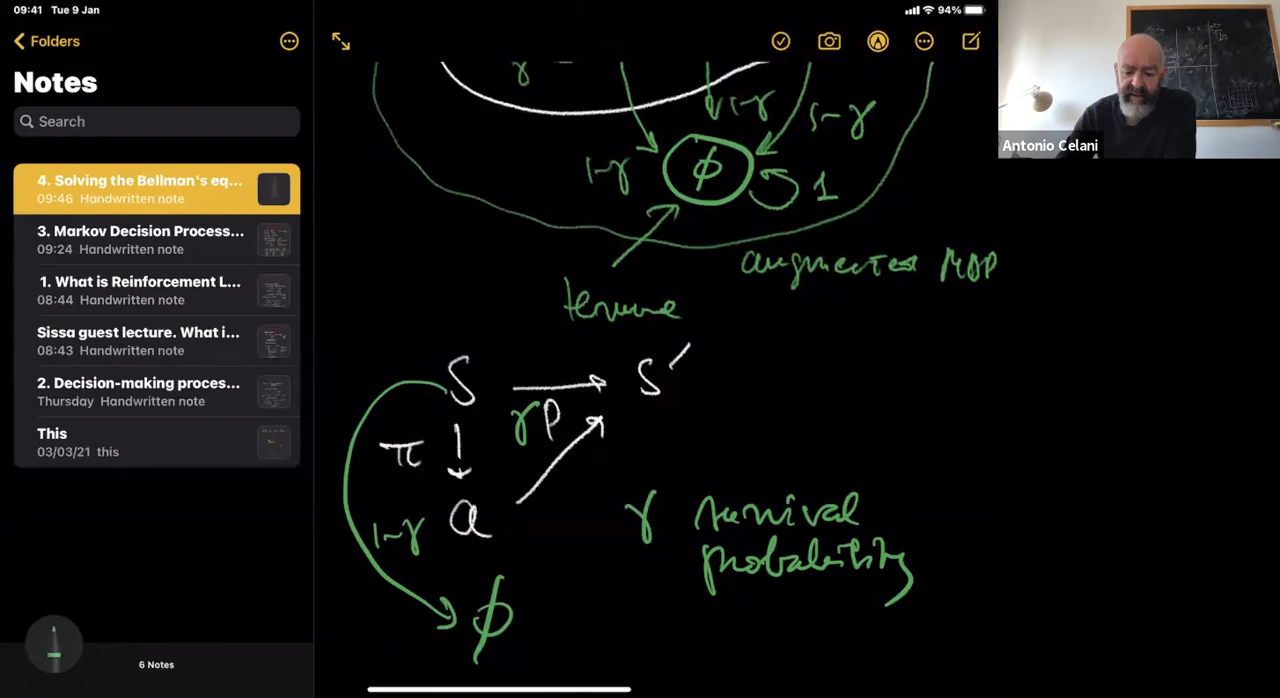 09:41 Tue 9 Jan
94%
Folders
Notes
Search
4. Solving the Bellman's eq...
09:46 Handwritten note
3. Markov Decision Process...
09:24 Handwritten note
1. What is Reinforcement L...
08:44 Handwritten note
Sissa guest lecture. What i...
08:43 Handwritten note
2. Decision-making proces...
Thursday Handwritten notes
This
03/03/21 this
6 Notes
γ
1-γ
1-γ
1-γ
ϕ
1
augmented MDP
S
S′
γp
π
a
1-γ
ϕ
γ survival
probability
Antonio Celani